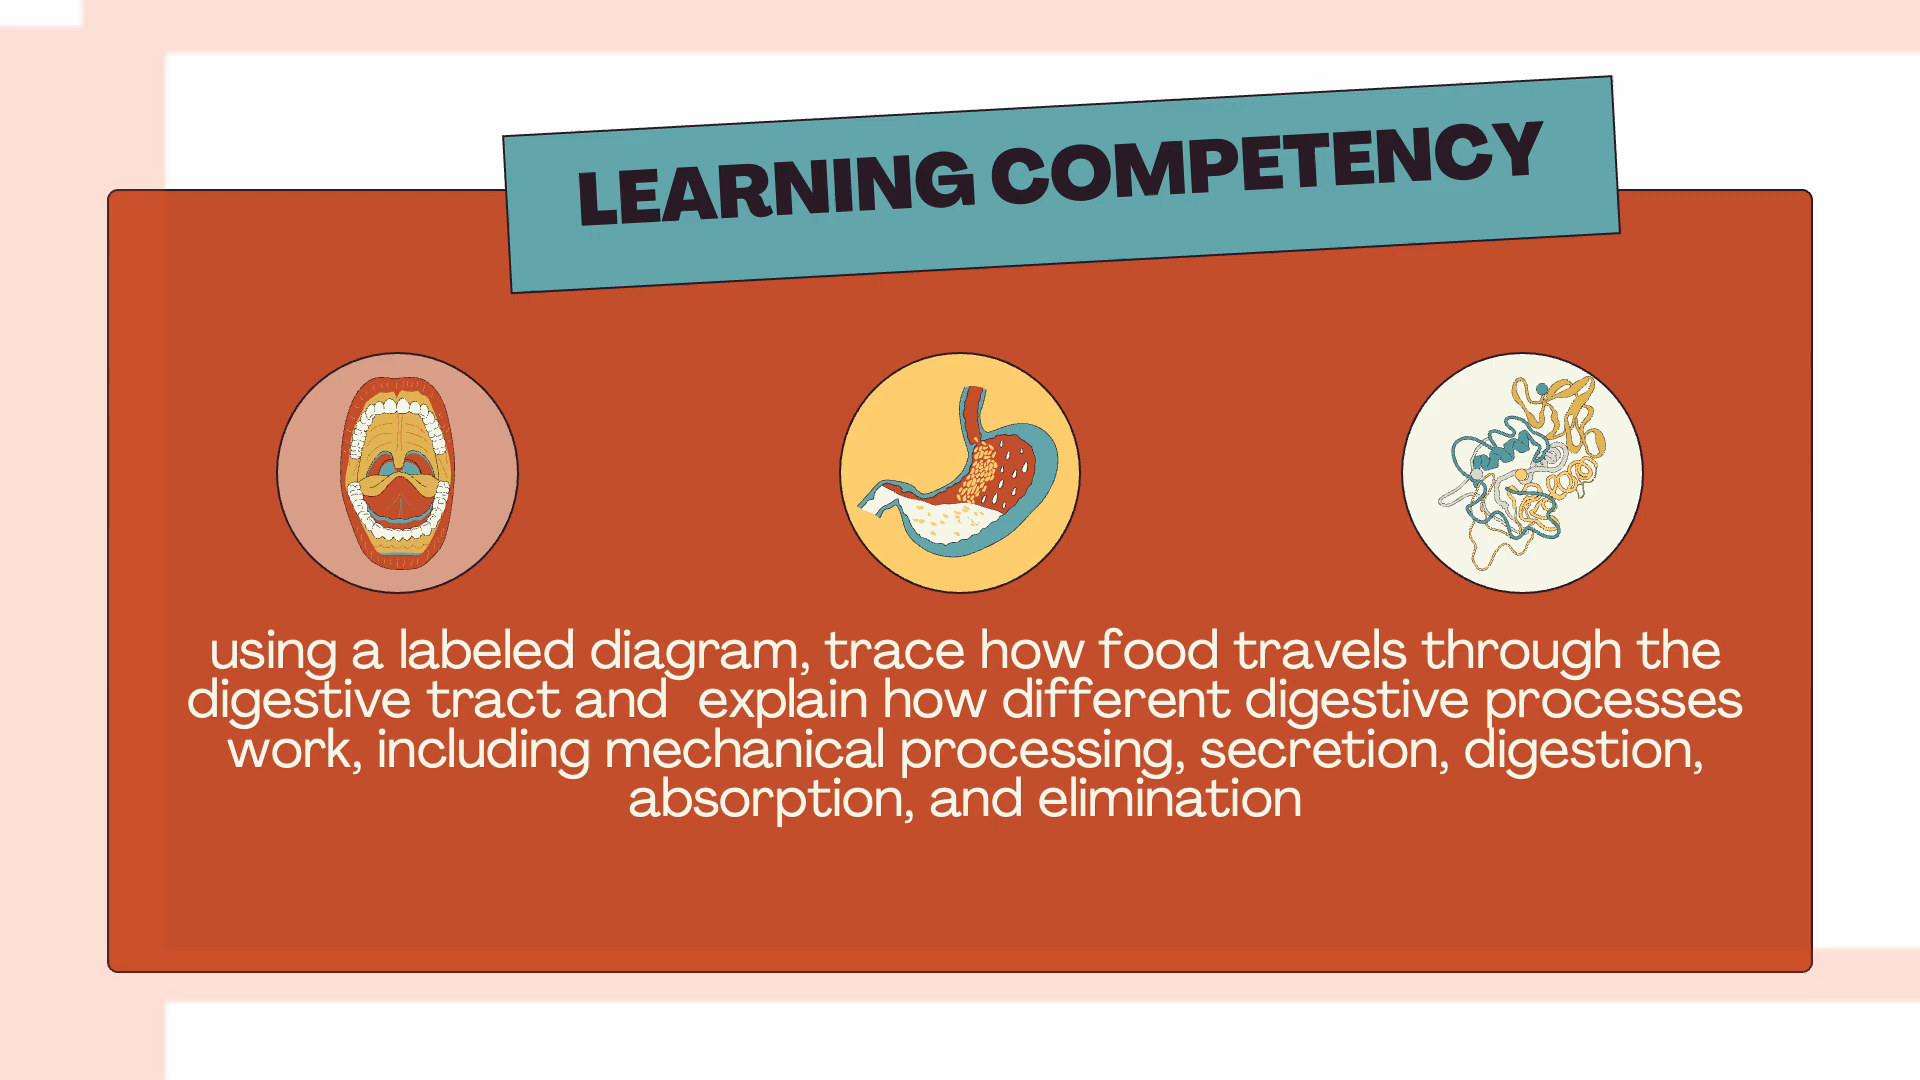 LEARNING COMPETENCY
using a labeled diagram, trace how food travels through the
digestive tract and  explain how different digestive processes
work, including mechanical processing, secretion, digestion,
absorption, and elimination